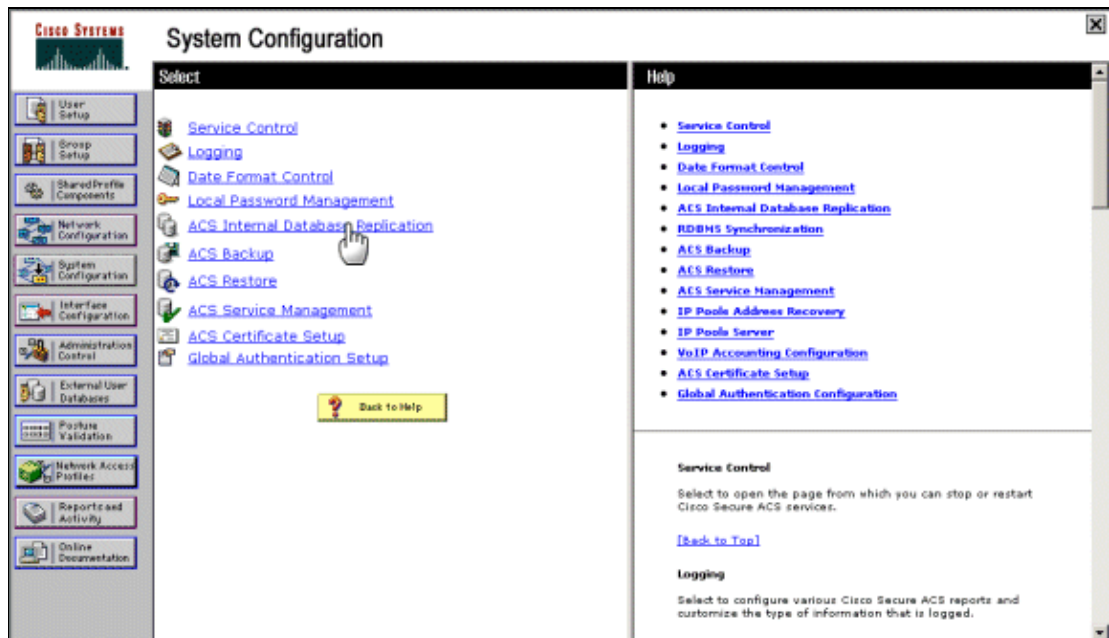 CISCO SYSTEMS
System Configuration
Select
Help
User
Setup
Group
Setup
Shared Profile
Components
Network
Configuration
System
Configuration
Interface
Configuration
Administration
Control
External User
Databases
Posture
Validation
Network Access
Profiles
Reports and
Activity
Online
Documentation
Service Control
Logging
Date Format Control
Local Password Management
ACS Internal Database Replication
ACS Backup
ACS Restore
ACS Service Management
ACS Certificate Setup
Global Authentication Setup
Back to Help
Service Control
Logging
Date Format Control
Local Password Management
ACS Internal Database Replication
RDBMS Synchronization
ACS Backup
ACS Restore
ACS Service Management
IP Pools Address Recovery
IP Pools Server
VoIP Accounting Configuration
ACS Certificate Setup
Global Authentication Configuration
Service Control
Select to open the page from which you can stop or restart
Cisco Secure ACS services.
[Back to Top]
Logging
Select to configure various Cisco Secure ACS reports and
customize the type of information that is logged.